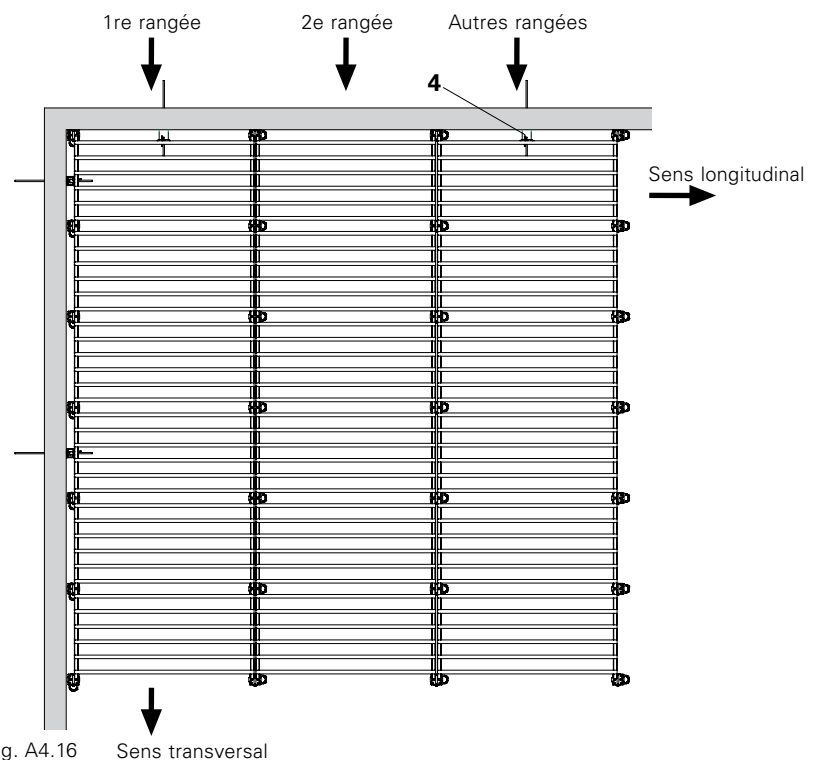 1re rangée 2e rangée Autres rangées
4
Sens longitudinal
g. A4.16 Sens transversal